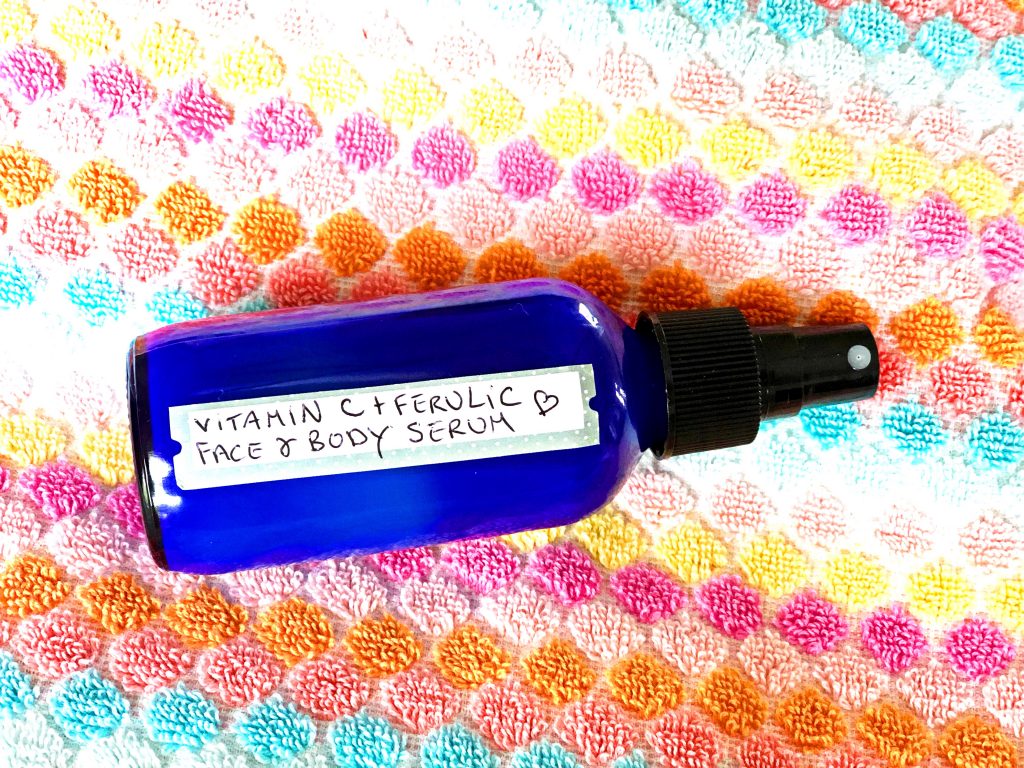 VITAMIN C + FERULIC ♡
FACE & BODY SERUM